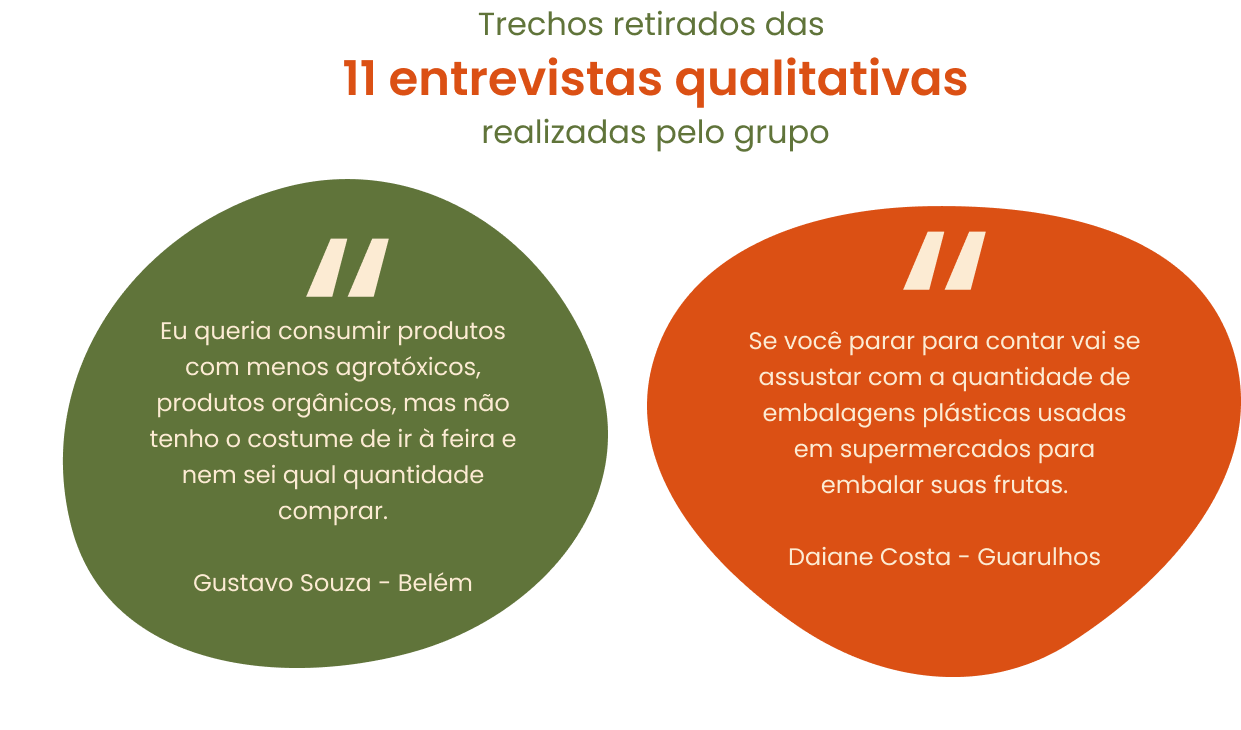 Trechos retirados das
11 entrevistas qualitativas
realizadas pelo grupo
Eu queria consumir produtos
com menos agrotóxicos,
produtos orgânicos, mas não
tenho o costume de ir à feira e
nem sei qual quantidade
comprar.
Gustavo Souza - Belém
Se você parar para contar vai se
assustar com a quantidade de
embalagens plásticas usadas
em supermercados para
embalar suas frutas.
Daiane Costa - Guarulhos